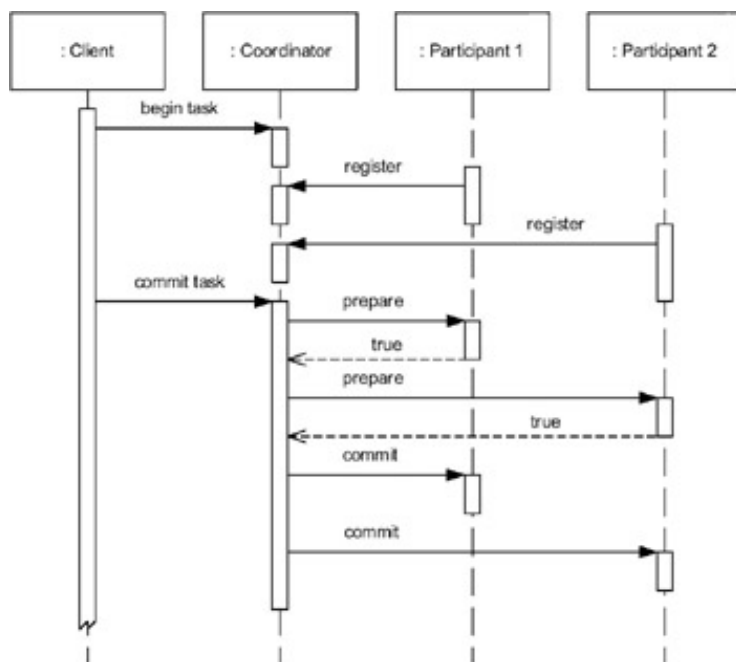 : Client
: Coordinator
: Participant 1
: Participant 2
begin task
register
register
commit task
prepare
true
prepare
true
commit
commit